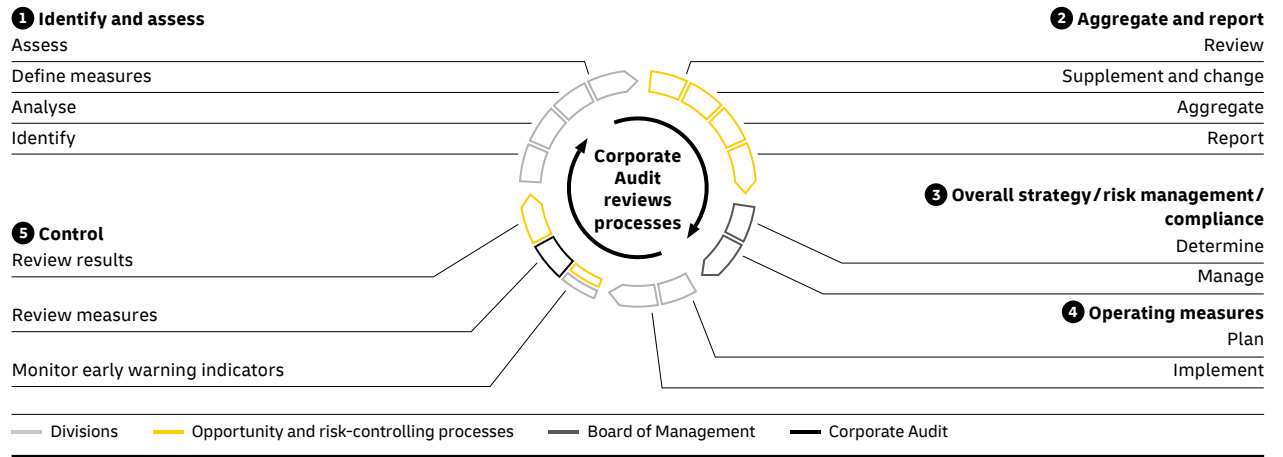 1 Identify and assess
Assess
Define measures
Analyse
Identify
2 Aggregate and report
Review
Supplement and change
Aggregate
Report
Corporate
Audit
reviews
processes
3 Overall strategy/risk management/
compliance
Determine
Manage
4 Operating measures
Plan
Implement
5 Control
Review results
Review measures
Monitor early warning indicators
Divisions
Opportunity and risk-controlling processes
Board of Management
Corporate Audit